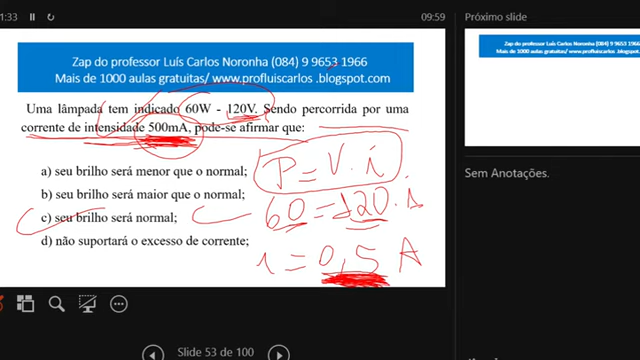 1:33
09:59
Próximo slide
Zap do professor Luís Carlos Noronha (084) 9 9653 1966
Mais de 1000 aulas gratuitas/ www.profluiscarlos .blogspot.com
Uma lâmpada tem indicado 60W - 120V. Sendo percorrida por uma
corrente de intensidade 500mA, pode-se afirmar que:
a) seu brilho será menor que o normal;
b) seu brilho será maior que o normal;
c) seu brilho será normal;
d) não suportará o excesso de corrente;
P = V . i
60 = 120 . i
i = 0,5 A
Zap do professor Luís Carlos Noronha (084) 9 9653 1966
Mais de 1000 aulas gratuitas/ www.profluiscarlos .blogspot.com
Sem Anotações.
Slide 53 de 100